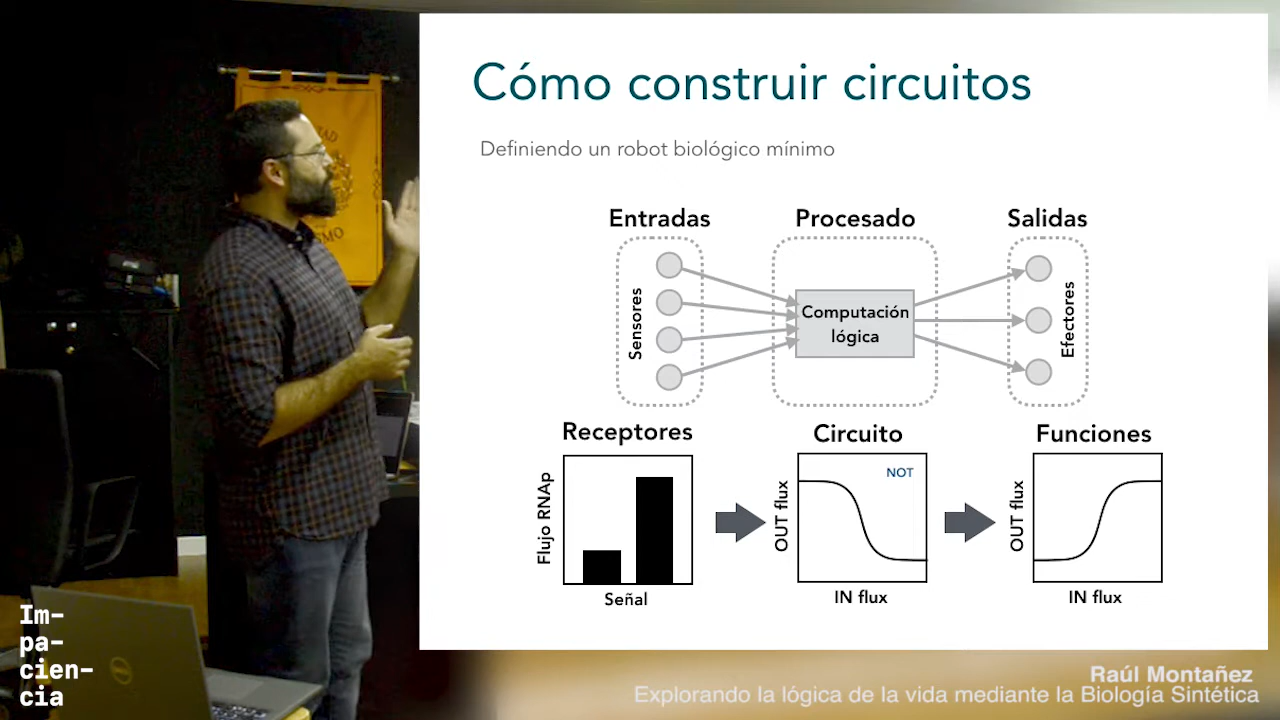 Cómo construir circuitos
Definiendo un robot biológico mínimo
Entradas
Procesado
Salidas
Sensores
Computación
lógica
Efectores
Receptores
Circuito
Funciones
Flujo RNAp
Señal
OUT flux
NOT
IN flux
OUT flux
IN flux
Im-
pa-
cien-
cia
Raúl Montañez
Explorando la lógica de la vida mediante la Biología Sintética